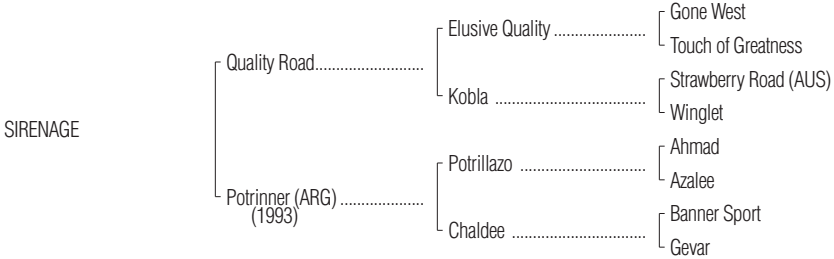 Gone West
Elusive Quality ......................
Touch of Greatness
Quality Road..........................
Strawberry Road (AUS)
Kobla ....................................
Winglet
SIRENAGE
Ahmad
Potrillazo ..............................
Azalee
Potrinner (ARG) ....................
(1993)
Banner Sport
Chaldee ................................
Gevar